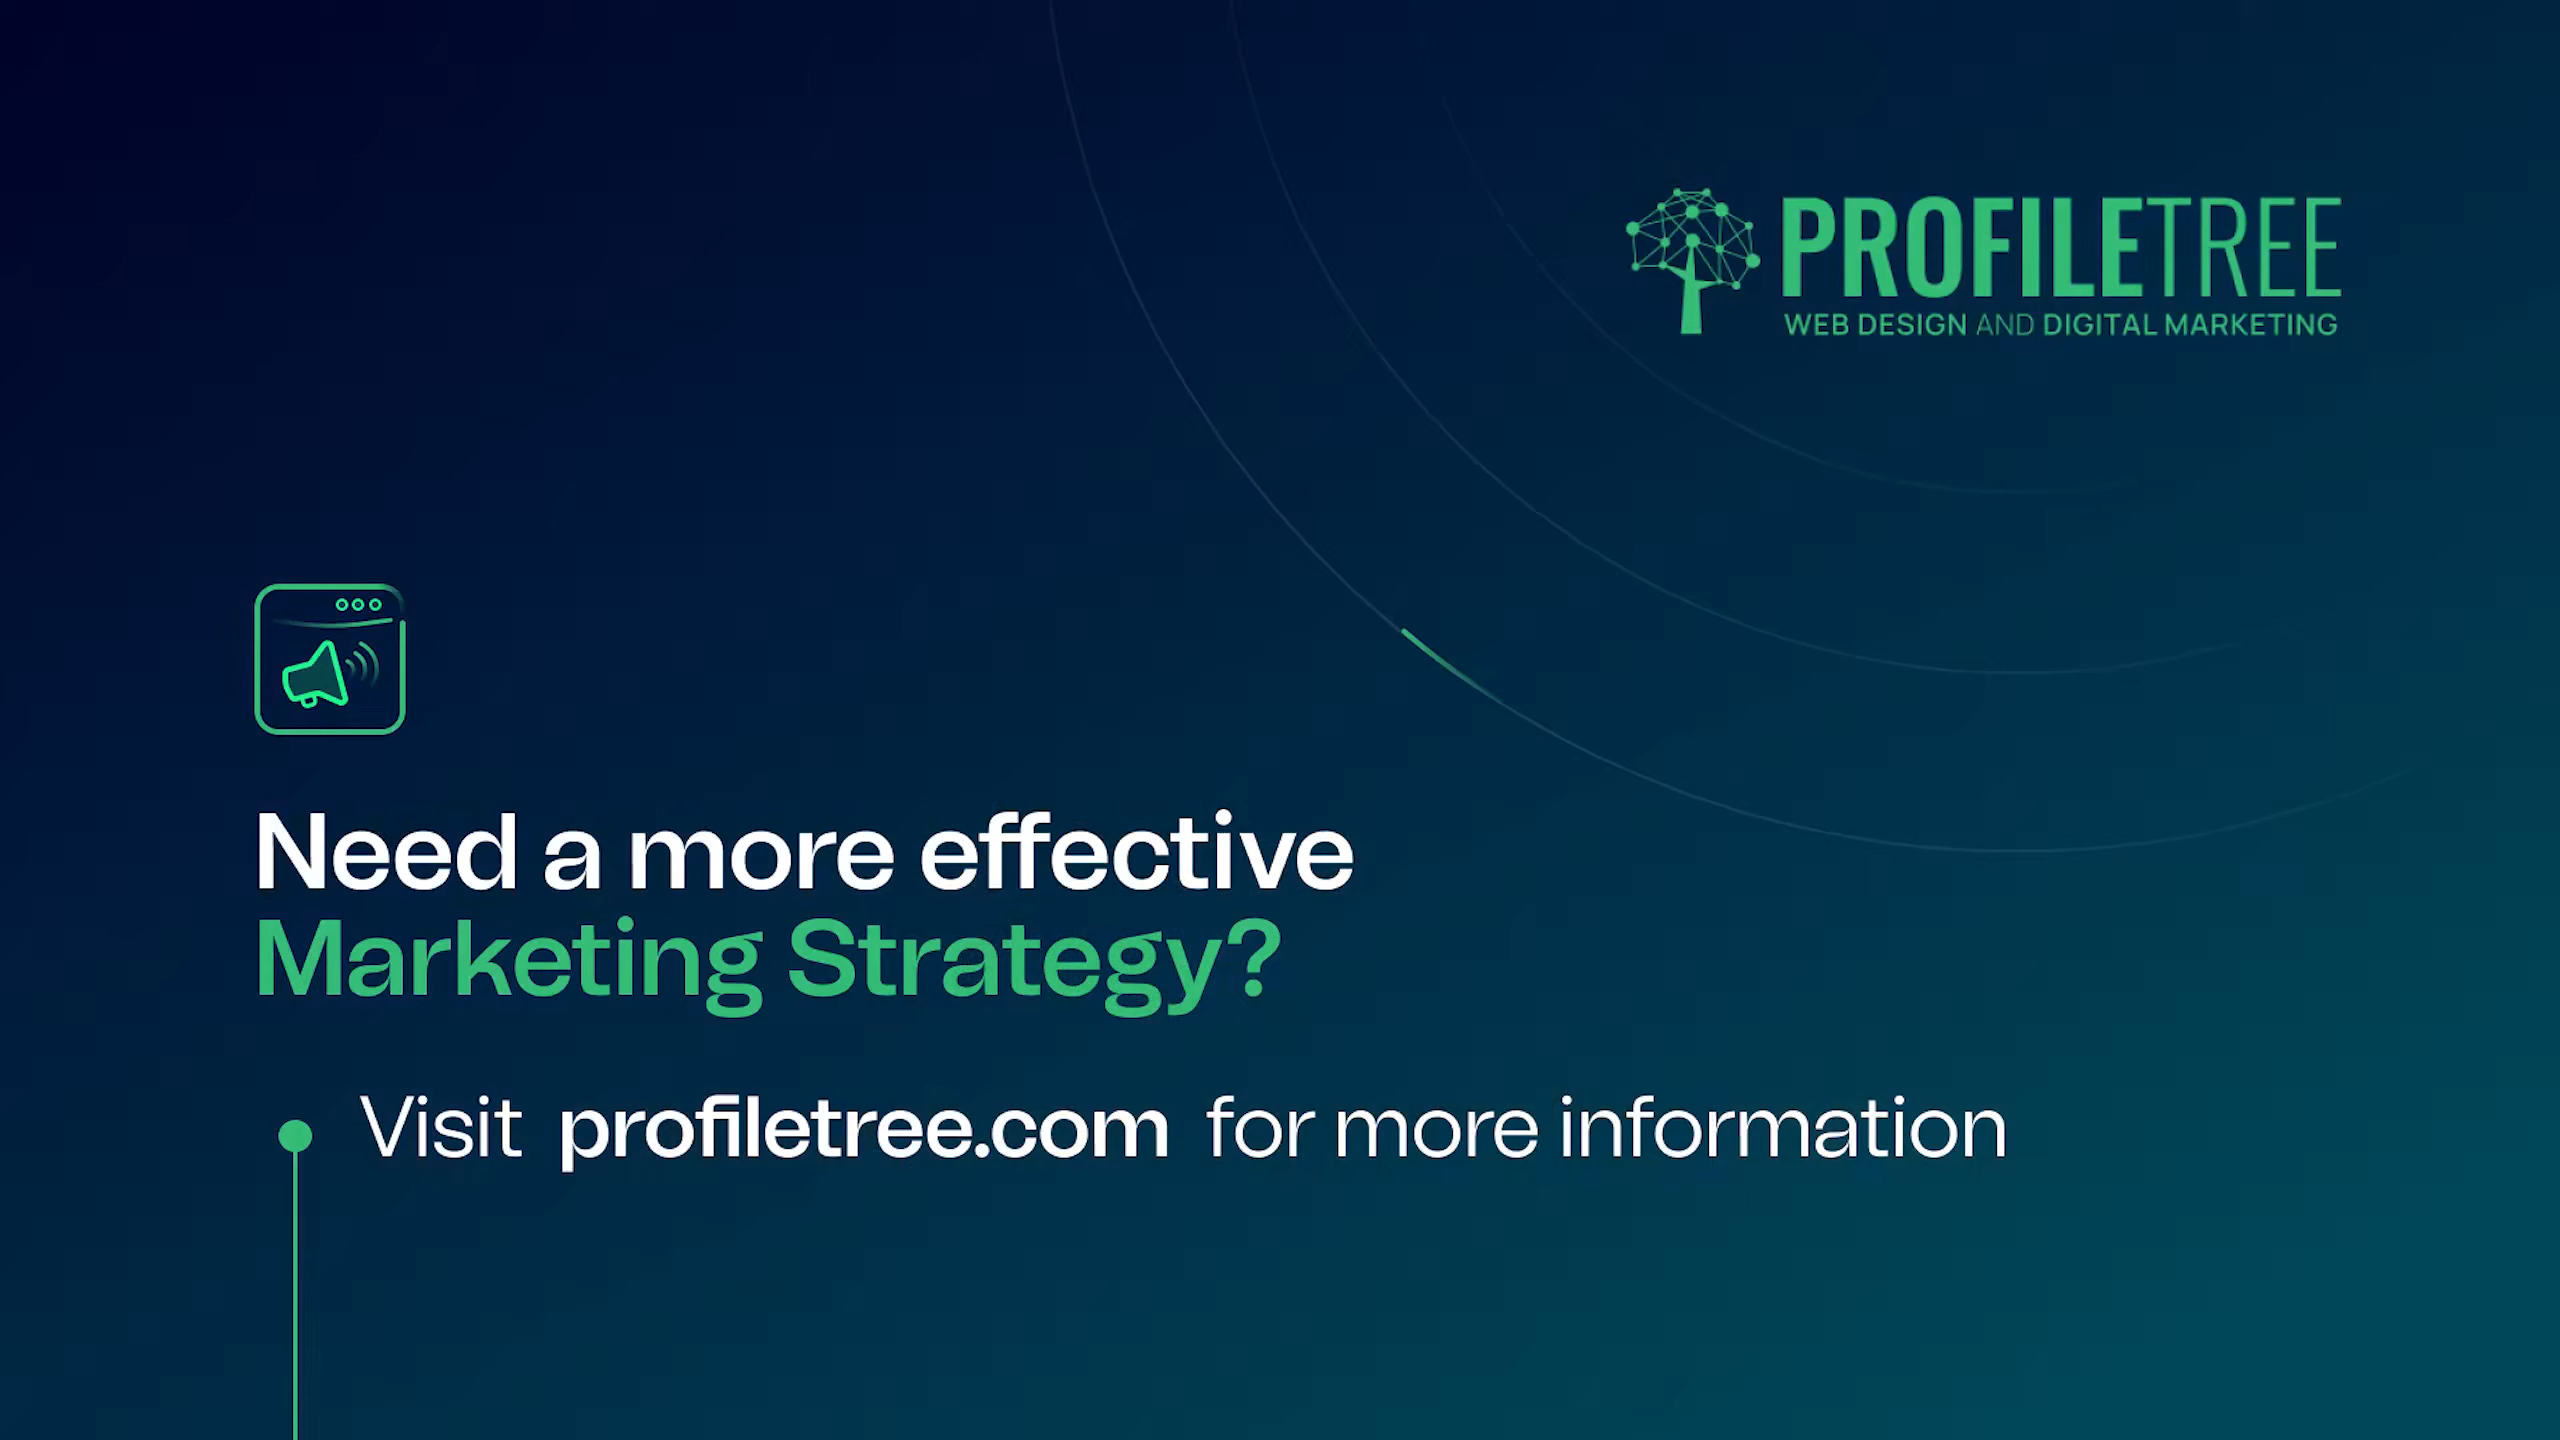 PROFILETREE
WEB DESIGN AND DIGITAL MARKETING
Need a more effective
Marketing Strategy?
Visit profiletree.com for more information